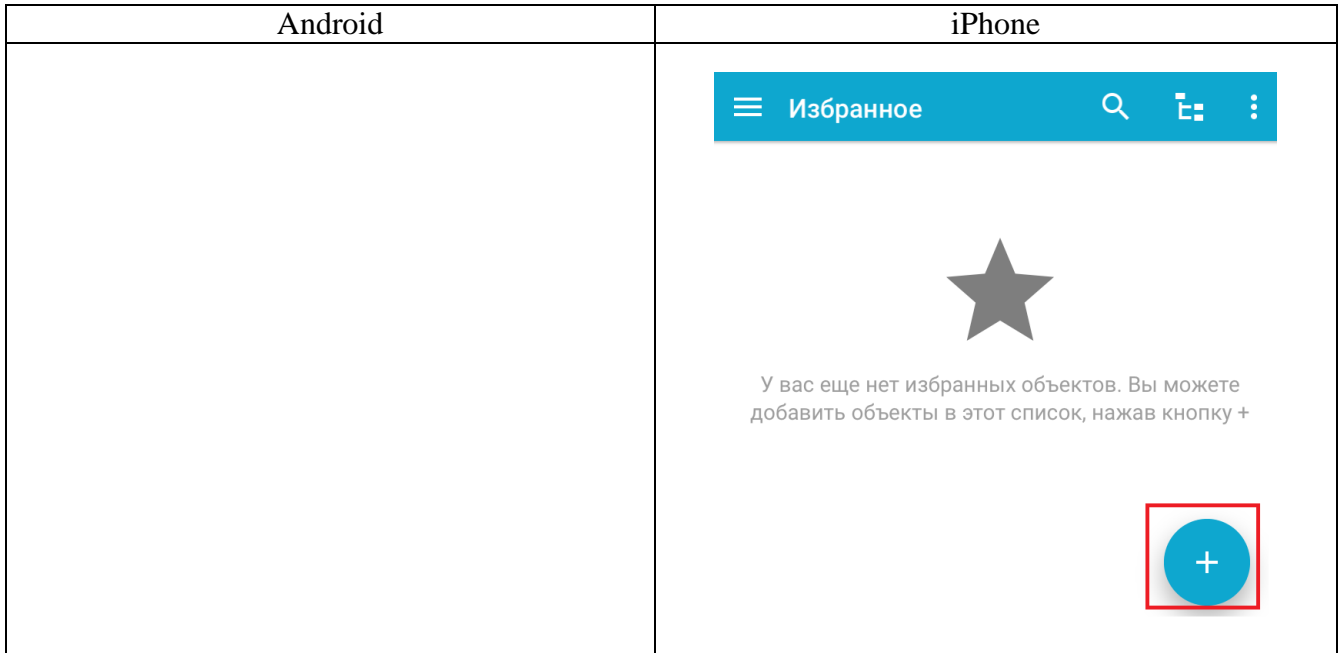 Android
iPhone
Избранное
У вас еще нет избранных объектов. Вы можете
добавить объекты в этот список, нажав кнопку +
+